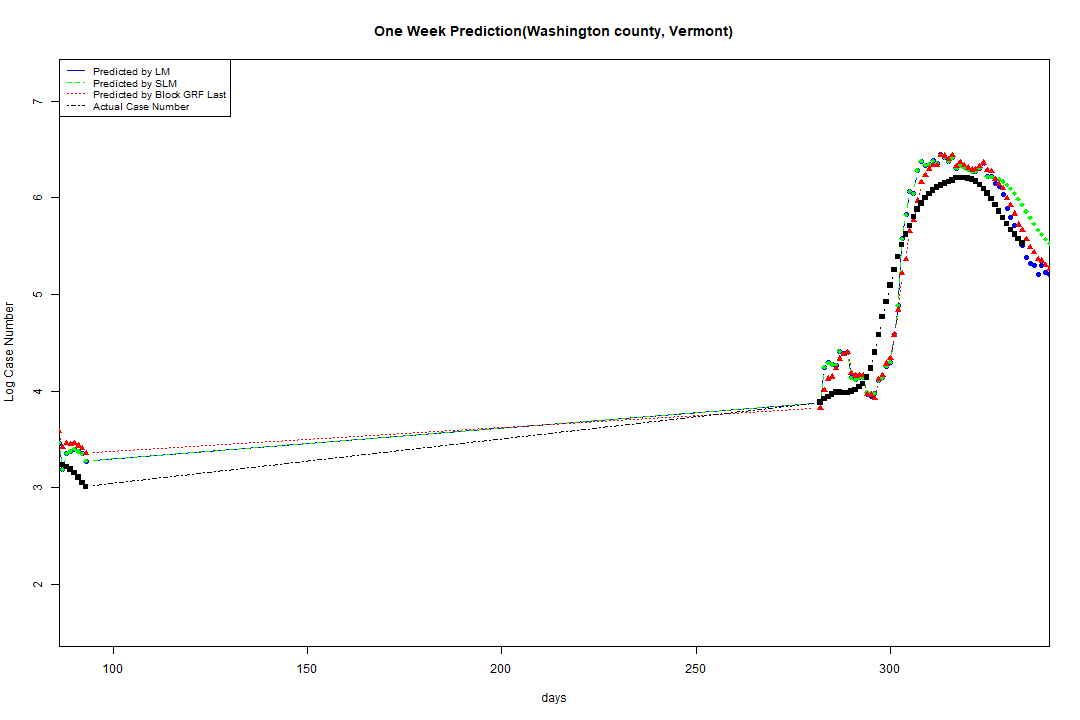 One Week Prediction(Washington county, Vermont)
Predicted by LM
Predicted by SLM
Predicted by Block GRF Last
Actual Case Number
7
6
5
4
3
2
Log Case Number
100
150
200
250
300
days